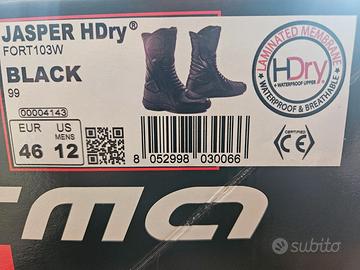 JASPER HDry®
FORT103W
BLACK
99
00004143
EUR
46
US
MENS
12
8 052998 030066
LAMINATED MEMBRANE
HDry®
WATERPROOF UPPER
WATERPROOF & BREATHABLE
CERTIFIED
CE
TMA
subito